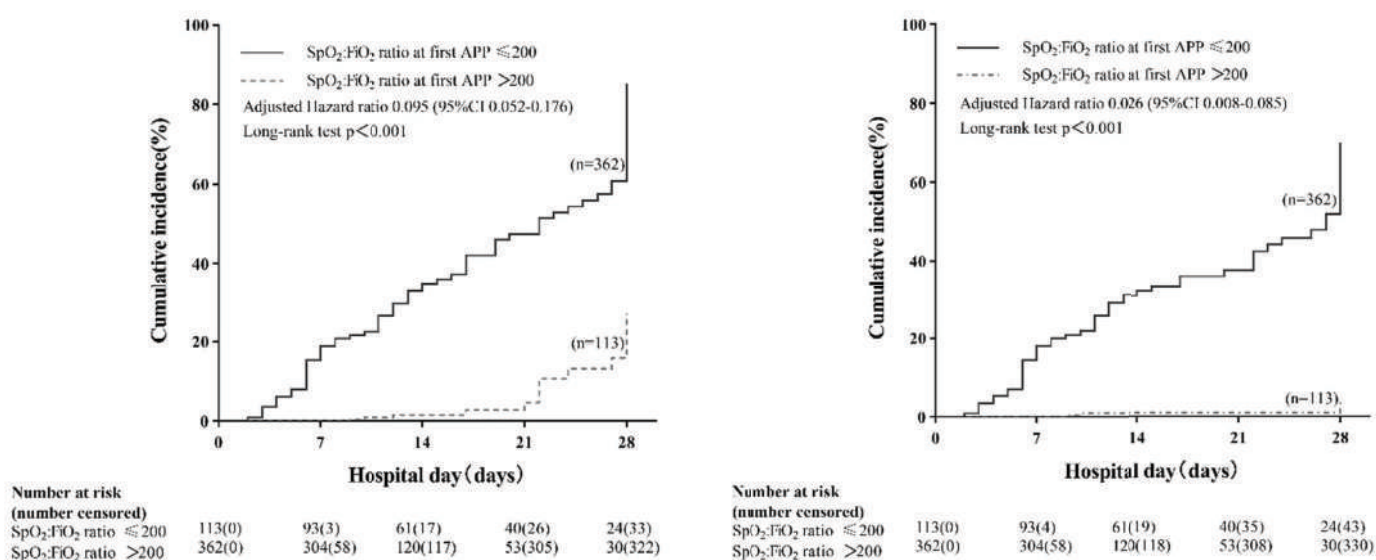 100
SpO₂:FiO₂ ratio at first APP ≤200
SpO₂:FiO₂ ratio at first APP >200
Adjusted Hazard ratio 0.095 (95%CI 0.052-0.176)
Long-rank test p<0.001
80
(n=362)
60
40
20
(n=113)
0
Cumulative incidence(%)
0 7 14 21 28
Hospital day(days)
Number at risk
(number censored)
SpO₂:FiO₂ ratio ≤200 113(0) 93(3) 61(17) 40(26) 24(33)
SpO₂:FiO₂ ratio >200 362(0) 304(58) 120(117) 53(305) 30(322)
100
SpO₂:FiO₂ ratio at first APP ≤200
SpO₂:FiO₂ ratio at first APP >200
Adjusted Hazard ratio 0.026 (95%CI 0.008-0.085)
Long-rank test p<0.001
80
60
(n=362)
40
20
(n=113)
0
Cumulative incidence(%)
0 7 14 21 28
Hospital day(days)
Number at risk
(number censored)
SpO₂:FiO₂ ratio ≤200 113(0) 93(4) 61(19) 40(35) 24(43)
SpO₂:FiO₂ ratio >200 362(0) 304(58) 120(118) 53(308) 30(330)